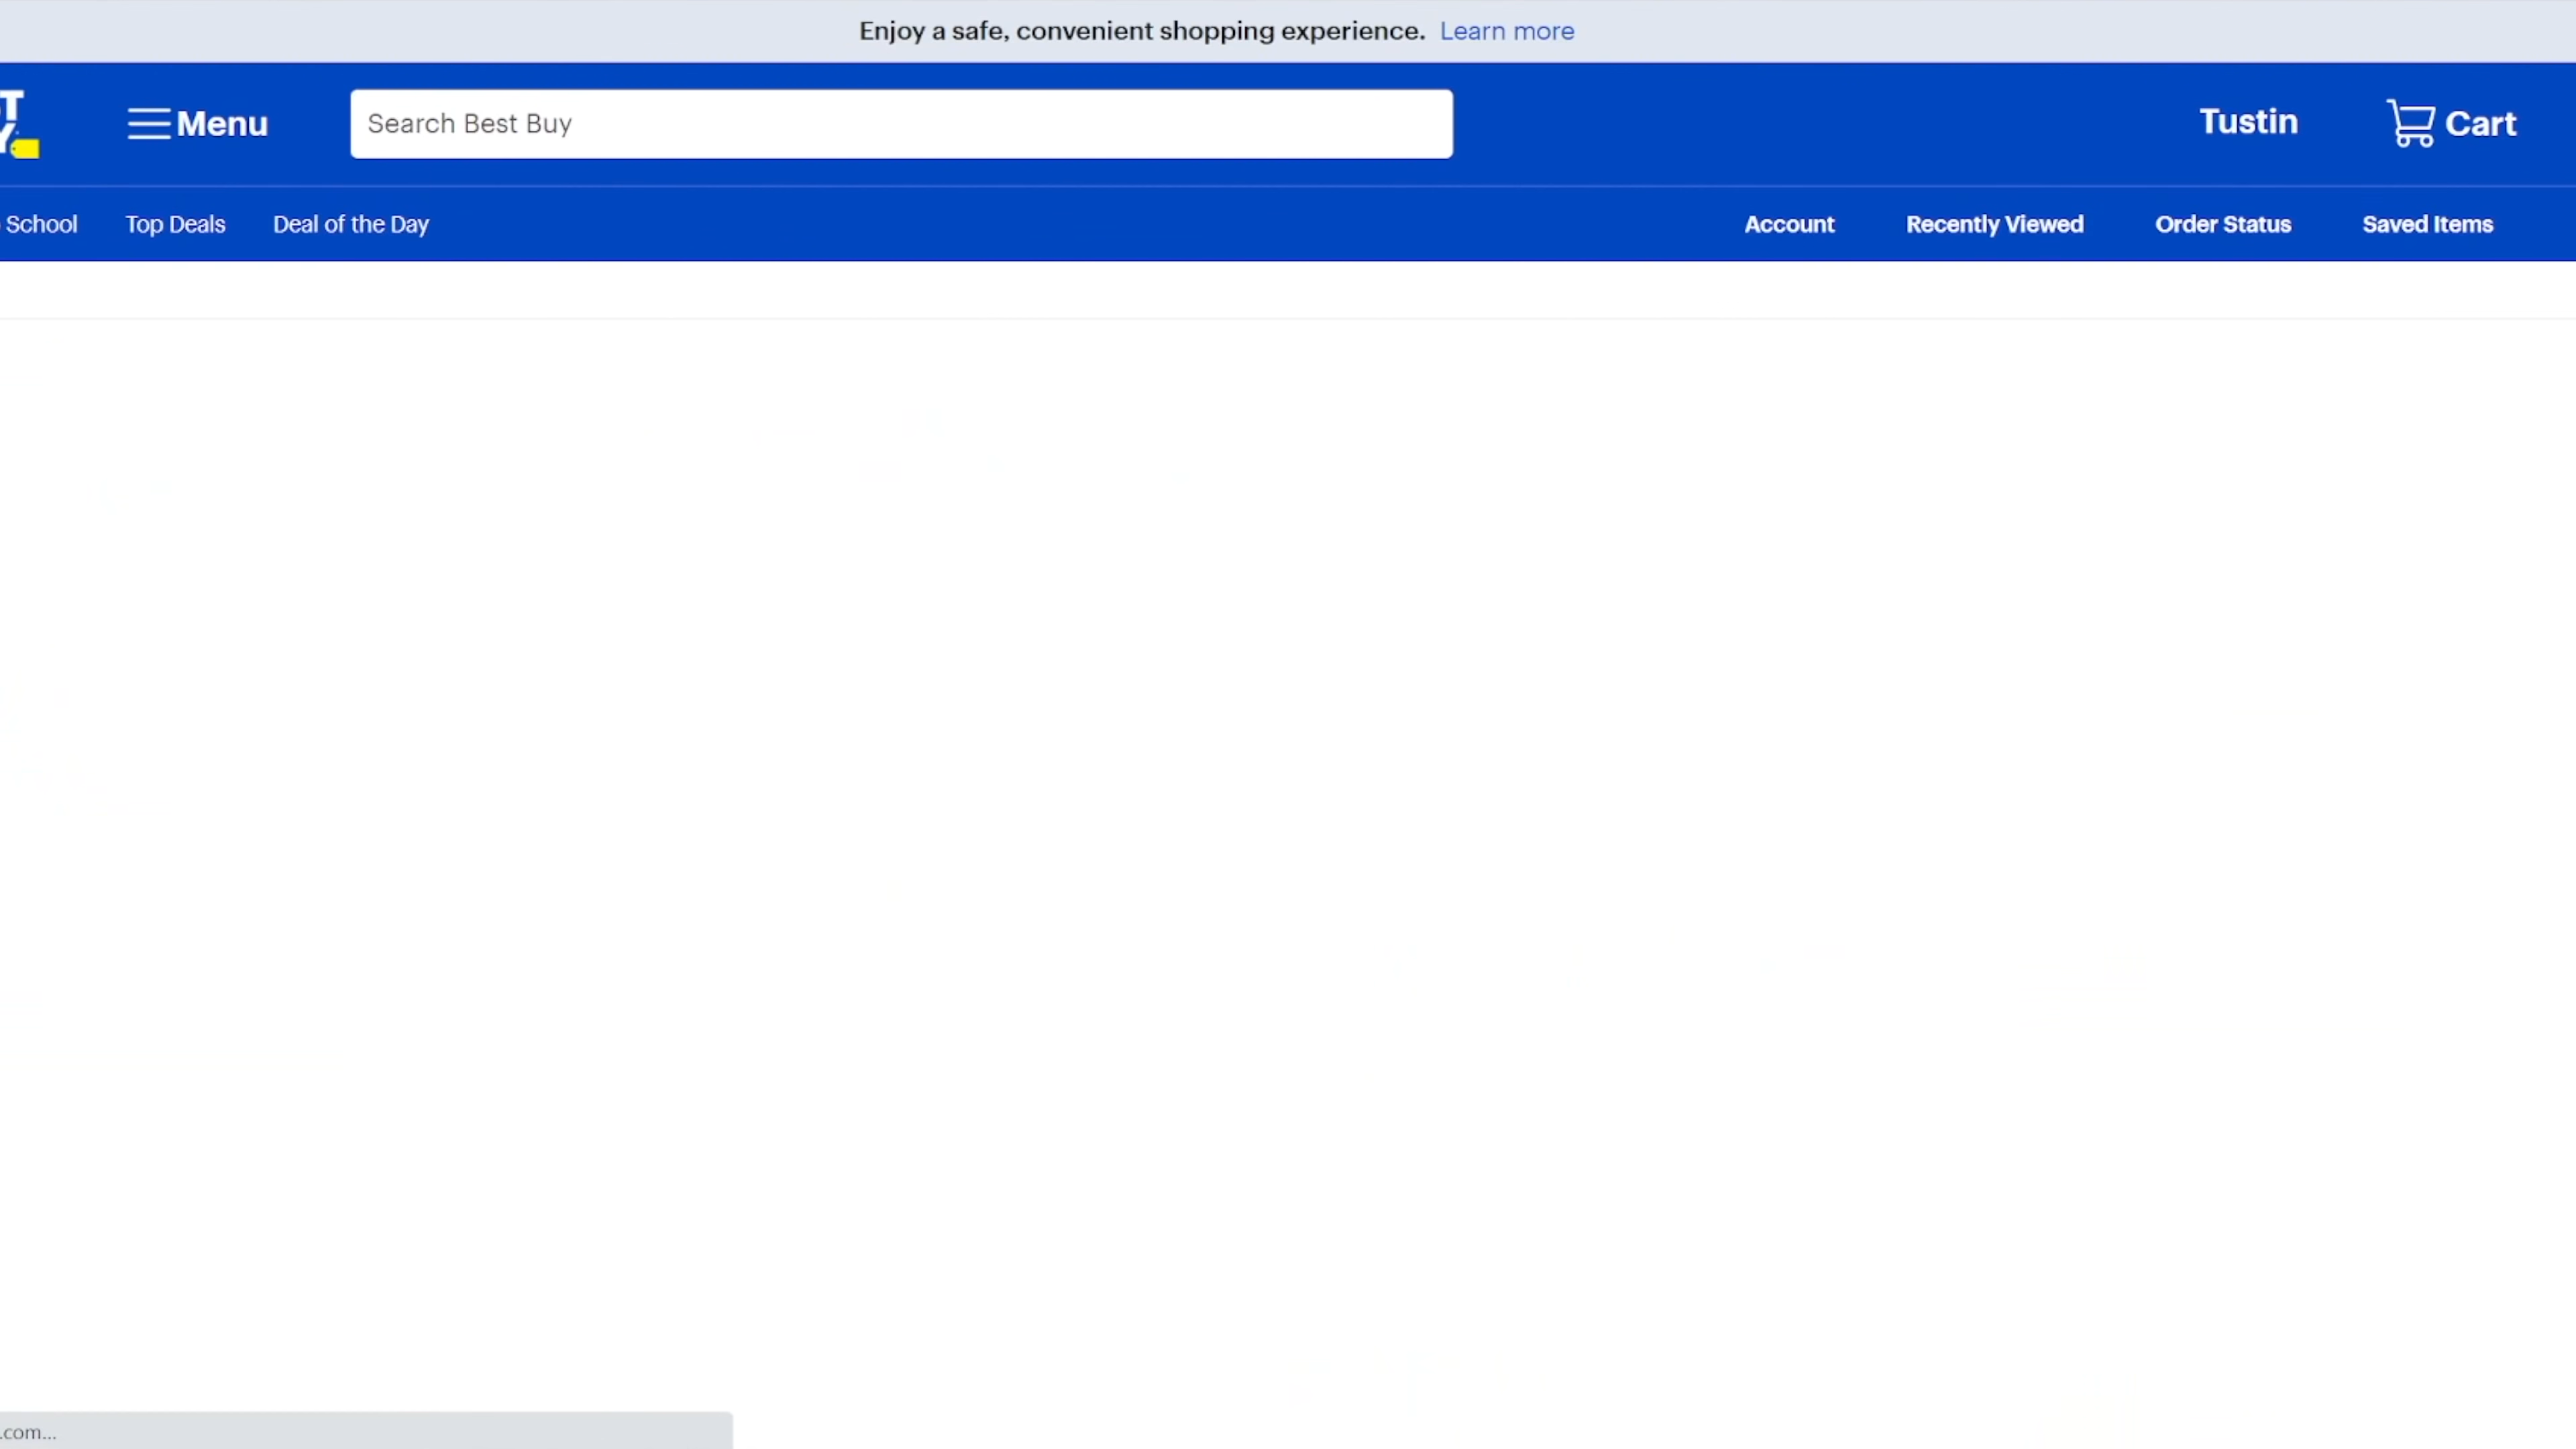 Enjoy a safe, convenient shopping experience. Learn more
T
Y
Menu
Search Best Buy
Tustin
Cart
School
Top Deals
Deal of the Day
Account
Recently Viewed
Order Status
Saved Items
.com...